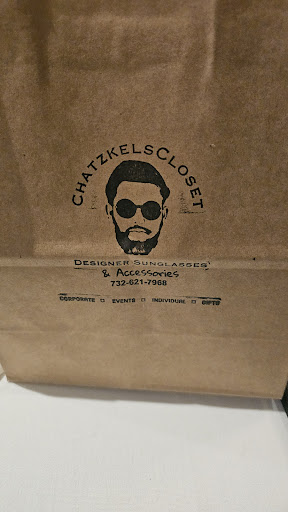 ChatzkelsCloset
Designer Sunglasses
& Accessories
732-621-7968
CORPORATE □ EVENTS □ INDIVIDUAL □ GIFTS